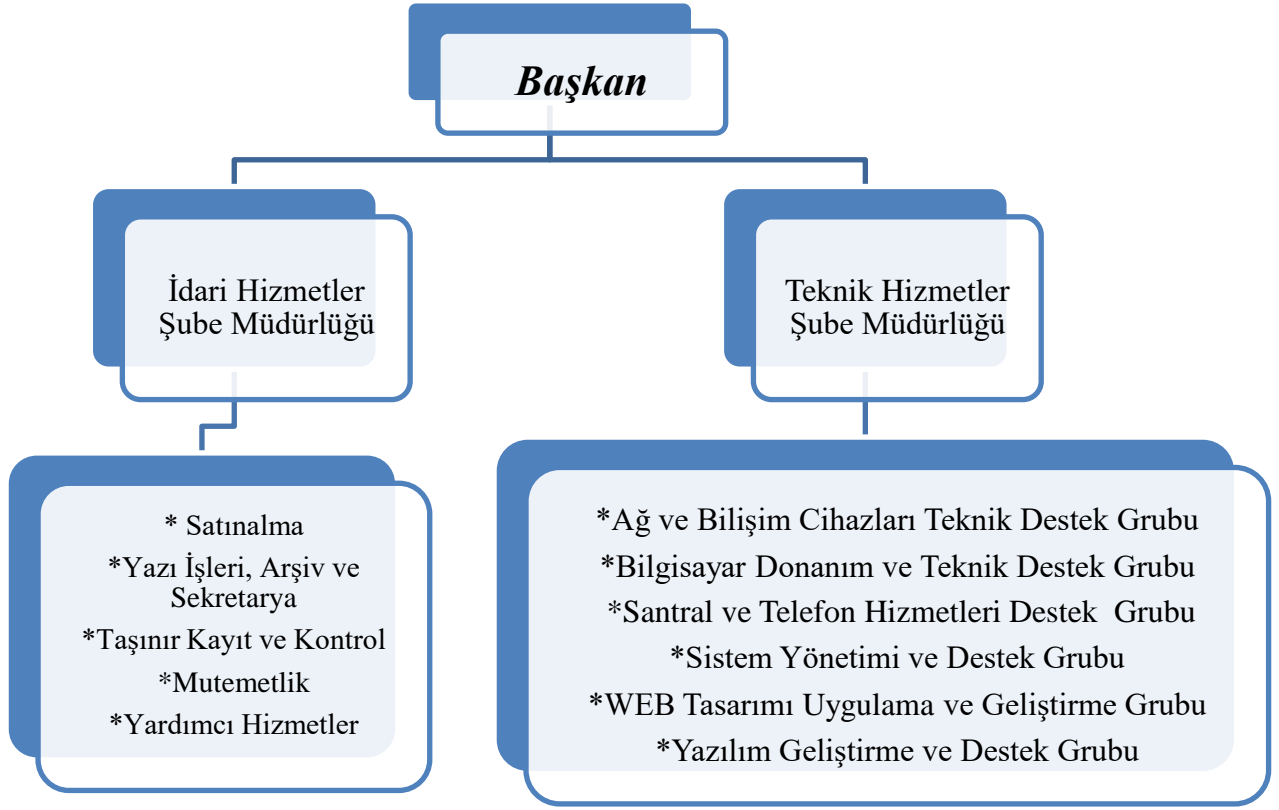 Başkan
İdari Hizmetler
Şube Müdürlüğü
Teknik Hizmetler
Şube Müdürlüğü
* Satınalma
*Yazı İşleri, Arşiv ve
Sekretarya
*Taşınır Kayıt ve Kontrol
*Mutemetlik
*Yardımcı Hizmetler
*Ağ ve Bilişim Cihazları Teknik Destek Grubu
*Bilgisayar Donanım ve Teknik Destek Grubu
*Santral ve Telefon Hizmetleri Destek  Grubu
*Sistem Yönetimi ve Destek Grubu
*WEB Tasarımı Uygulama ve Geliştirme Grubu
*Yazılım Geliştirme ve Destek Grubu